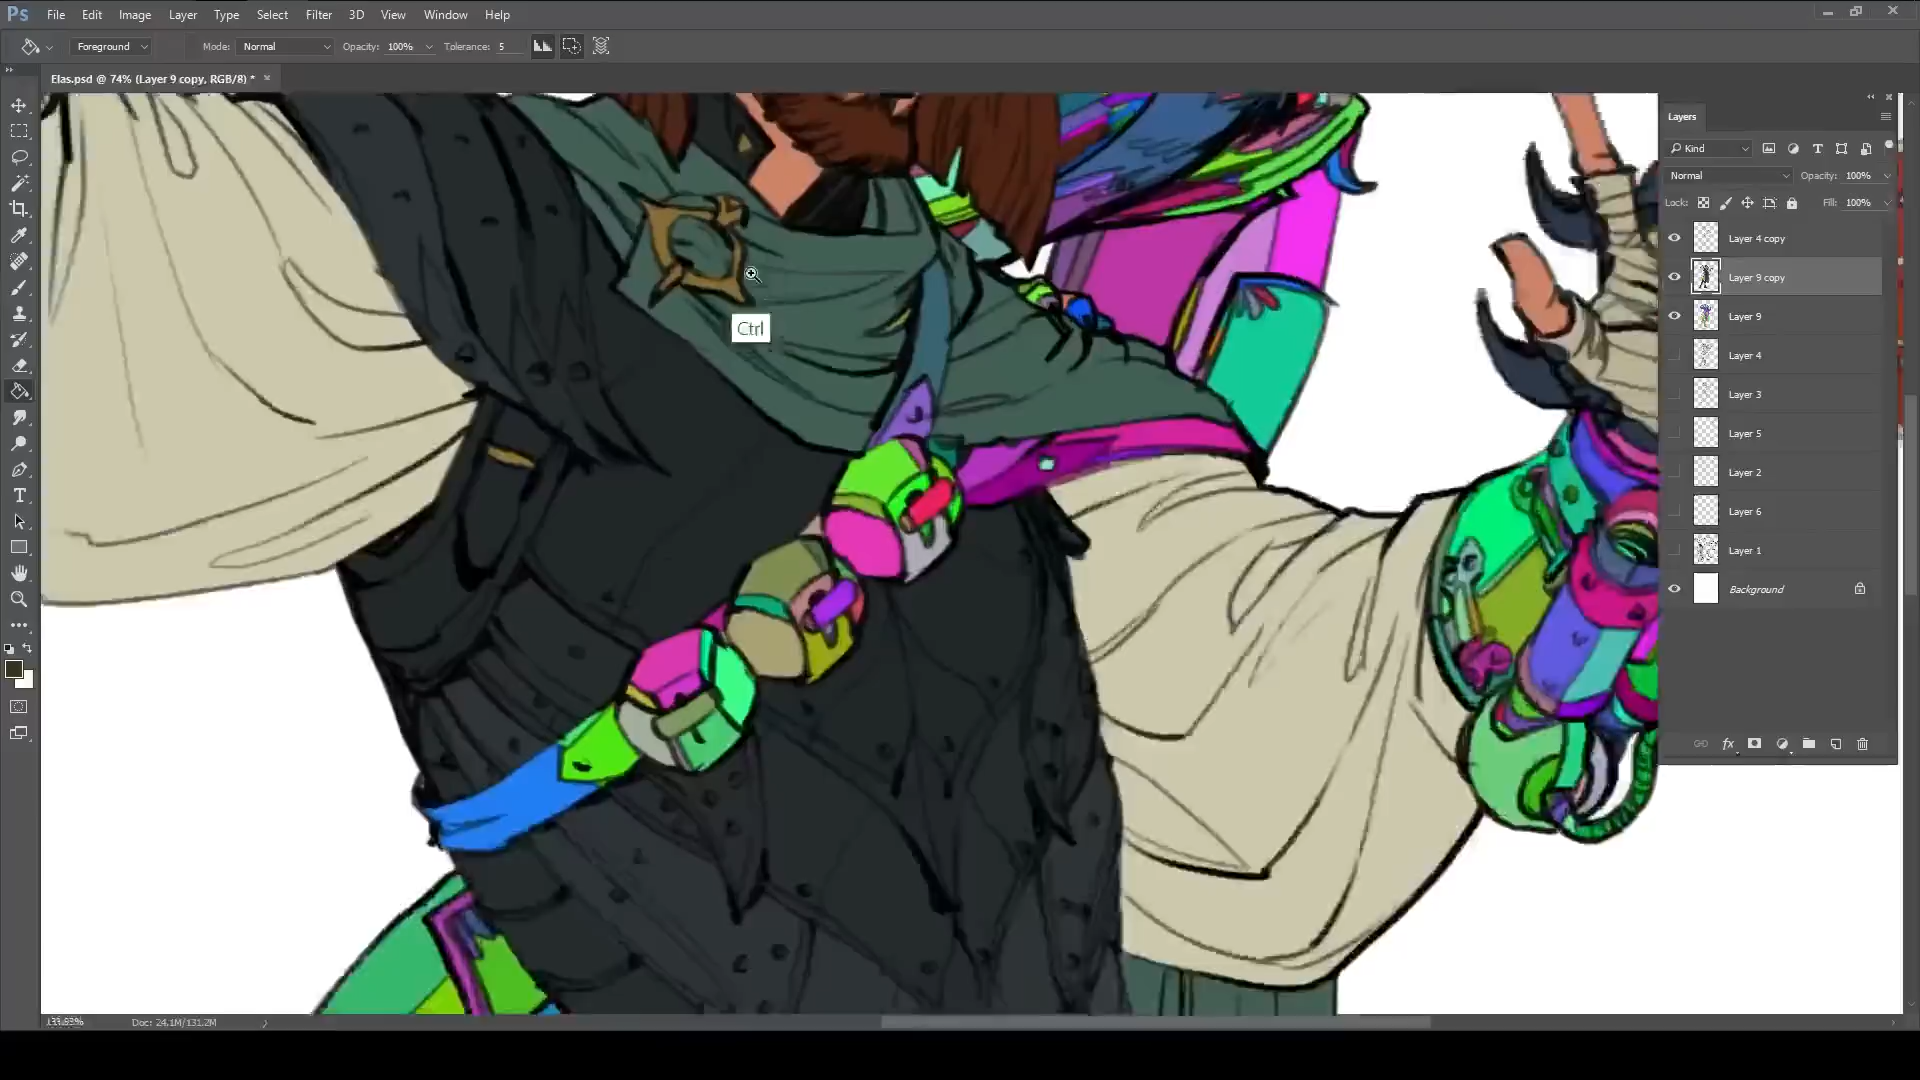 Ps File Edit Image Layer Type Select Filter 3D View Window Help
Foreground Mode: Normal Opacity: 100% Tolerance: 5
Elas.psd @ 74% (Layer 9 copy, RGB/8) * ×
Layers
Kind
Normal Opacity: 100%
Lock: Fill: 100%
Layer 4 copy
Layer 9 copy
Layer 9
Layer 4
Layer 3
Layer 5
Layer 2
Layer 6
Layer 1
Background
Ctrl
Doc: 24,1M/131,2M